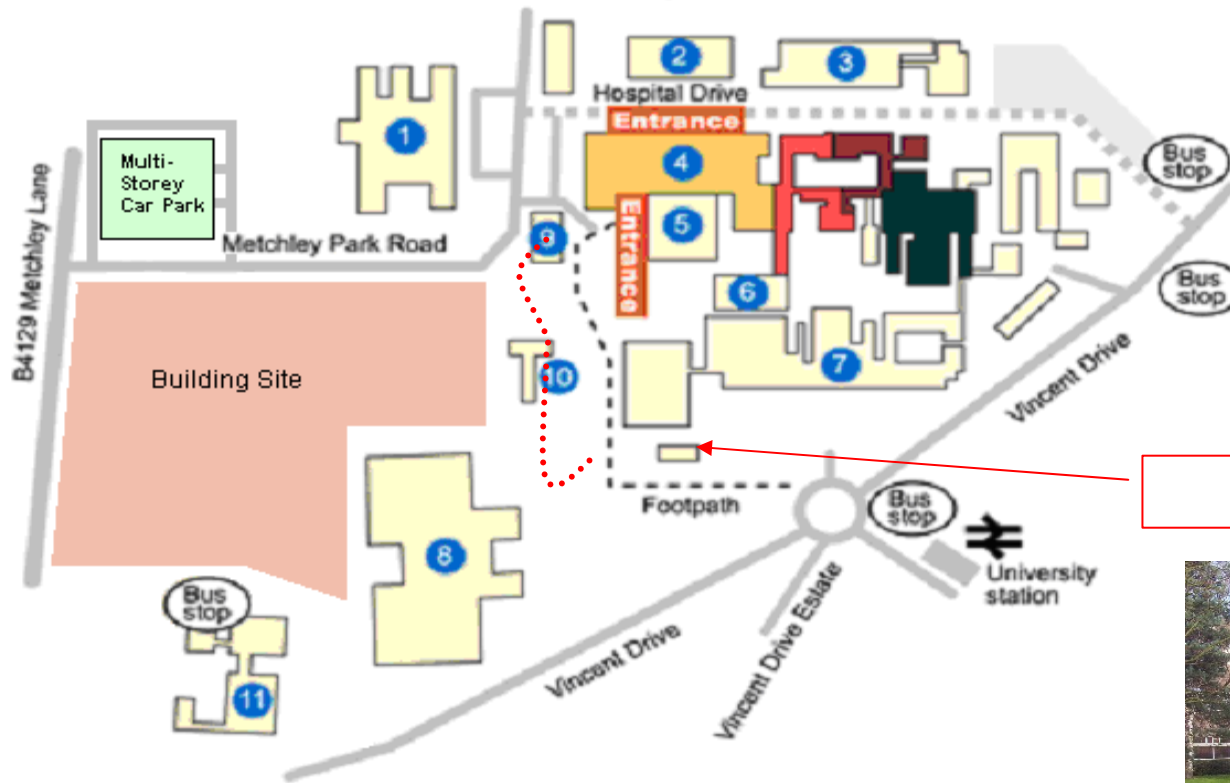 2
3
Hospital Drive
Entrance
1
Multi-
Storey
Car Park
4
Bus
stop
Entrance
5
9
Metchley Park Road
B4129 Metchley Lane
Bus
stop
6
Building Site
10
7
Vincent Drive
Footpath
Bus
stop
8
University
station
Bus
stop
Vincent Drive
Vincent Drive Estate
11